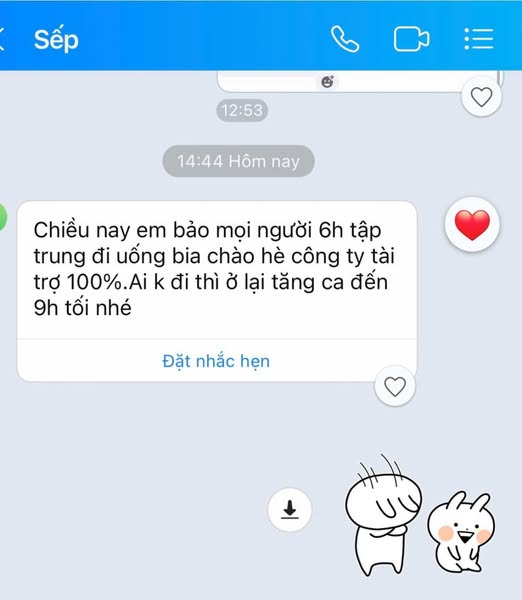 Sếp
12:53
14:44 Hôm nay
Chiều nay em bảo mọi người 6h tập
trung đi uống bia chào hè công ty tài
trợ 100%.Ai k đi thì ở lại tăng ca đến
9h tối nhé
Đặt nhắc hẹn